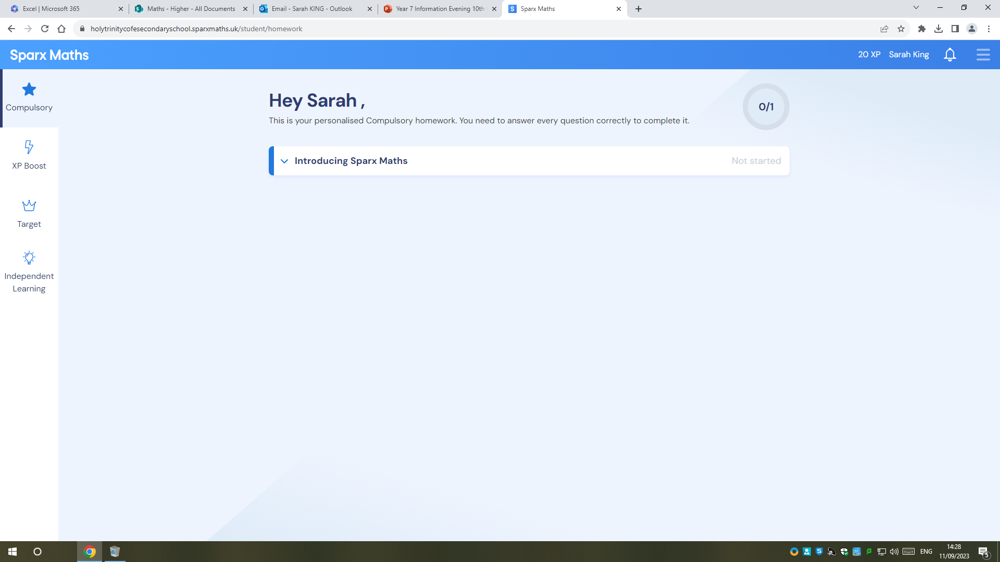 Excel | Microsoft 365
Maths - Higher - All Documents
Email - Sarah KING - Outlook
Year 7 Information Evening 10th
Sparx Maths
holytrinitycofesecondaryschool.sparxmaths.uk/student/homework
Sparx Maths
20 XP
Sarah King
Compulsory
XP Boost
Target
Independent
Learning
Hey Sarah ,
This is your personalised Compulsory homework. You need to answer every question correctly to complete it.
0/1
Introducing Sparx Maths
Not started
ENG
14:28
11/09/2023
5